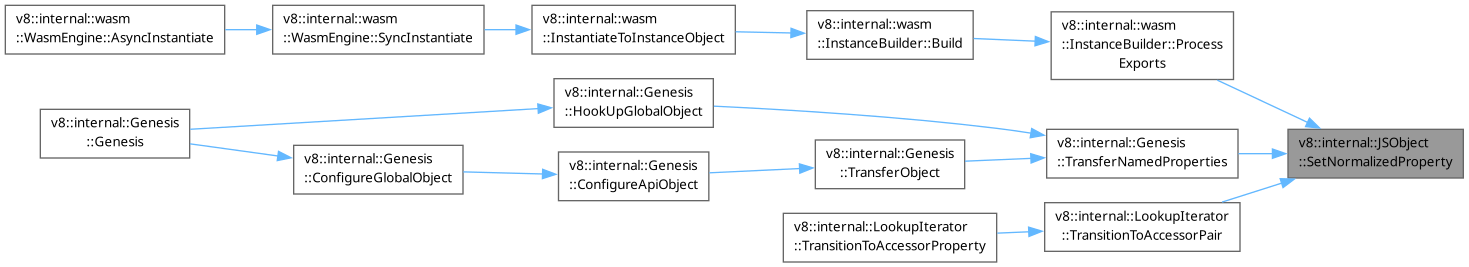 v8::internal::wasm
::WasmEngine::AsyncInstantiate
v8::internal::wasm
::WasmEngine::SyncInstantiate
v8::internal::wasm
::InstantiateToInstanceObject
v8::internal::wasm
::InstanceBuilder::Build
v8::internal::wasm
::InstanceBuilder::Process
Exports
v8::internal::Genesis
::HookUpGlobalObject
v8::internal::Genesis
::Genesis
v8::internal::Genesis
::ConfigureGlobalObject
v8::internal::Genesis
::ConfigureApiObject
v8::internal::Genesis
::TransferObject
v8::internal::Genesis
::TransferNamedProperties
v8::internal::JSObject
::SetNormalizedProperty
v8::internal::LookupIterator
::TransitionToAccessorProperty
v8::internal::LookupIterator
::TransitionToAccessorPair